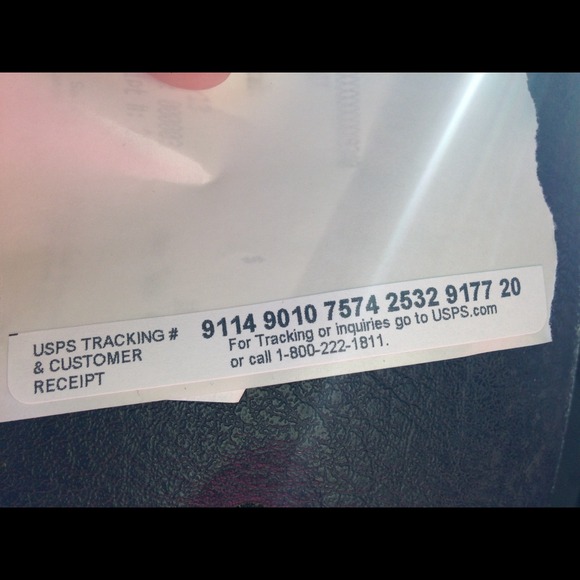 USPS TRACKING #
& CUSTOMER
RECEIPT
9114 9010 7574 2532 9177 20
For Tracking or inquiries go to USPS.com
or call 1-800-222-1811.